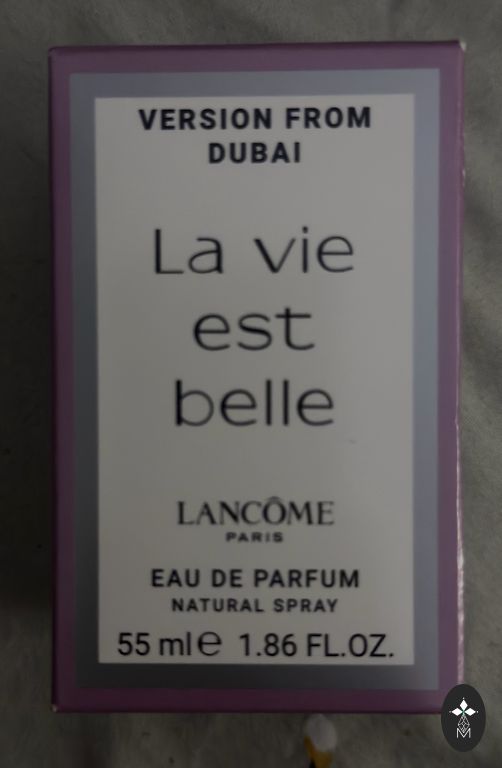 VERSION FROM
DUBAI
La vie
est
belle
LANCÔME
PARIS
EAU DE PARFUM
NATURAL SPRAY
55 ml e 1.86 FL.OZ.
M